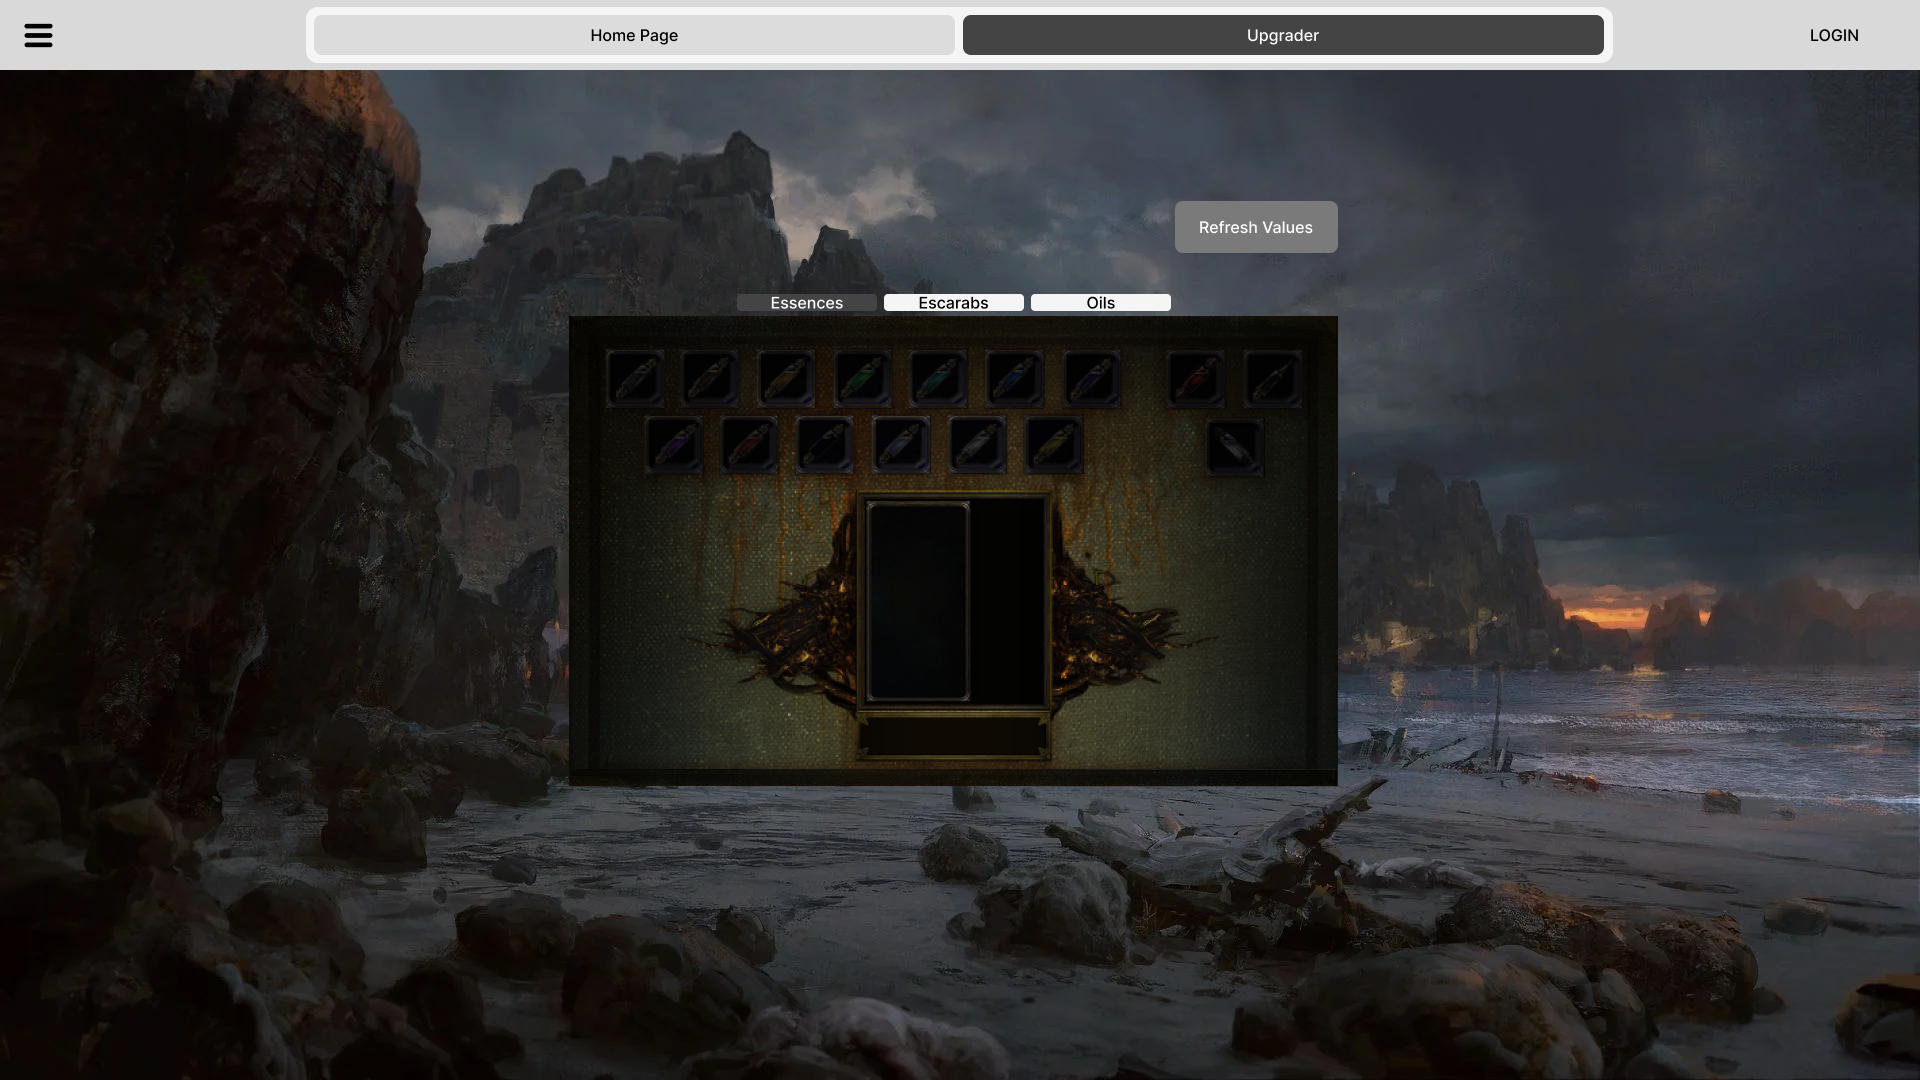 Home Page
Upgrader
LOGIN
Refresh Values
Essences
Escarabs
Oils